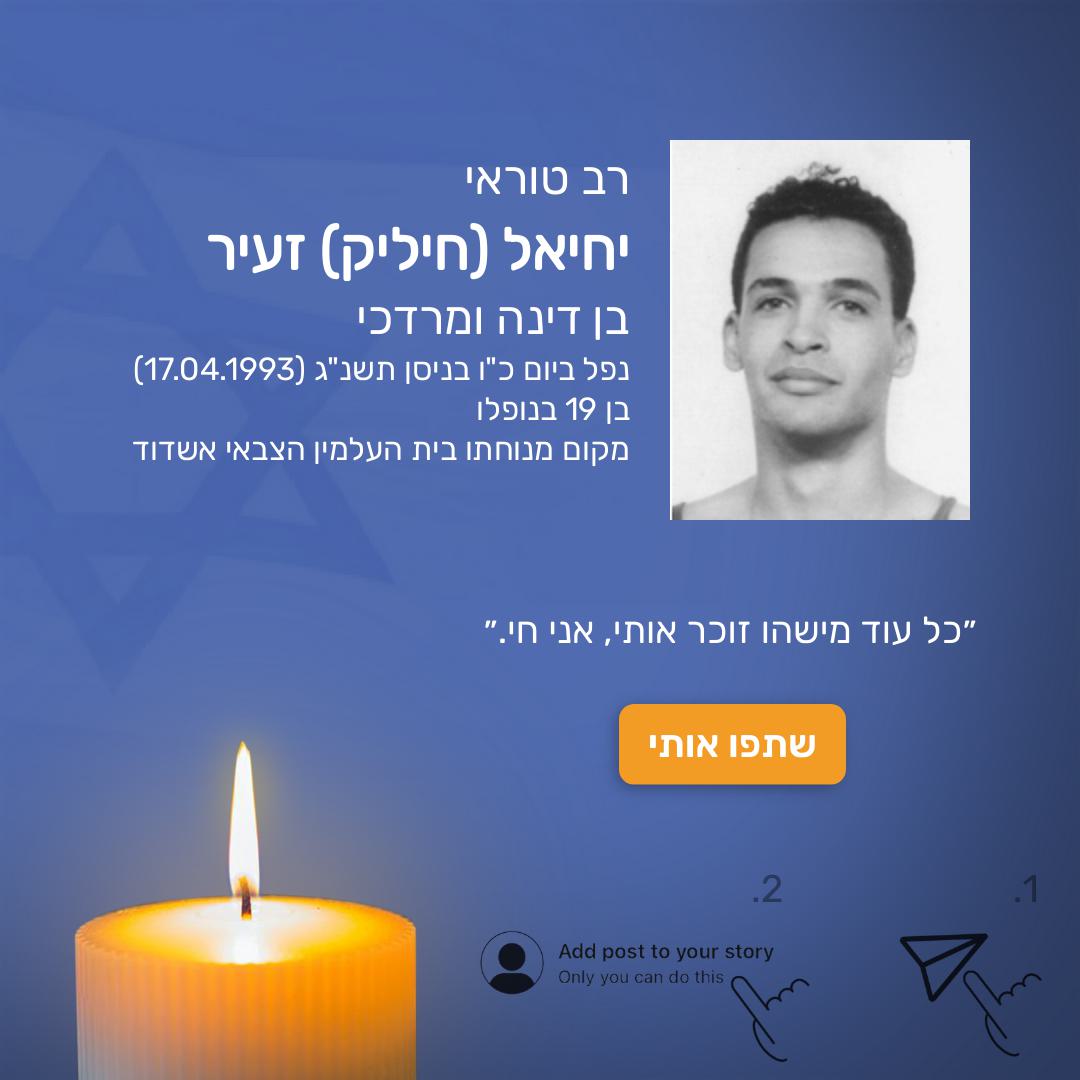 רב טוראי
יחיאל (חיליק) זעיר
בן דינה ומרדכי
נפל ביום כ"ו בניסן תשנ"ג (17.04.1993)
בן 19 בנופלו
מקום מנוחתו בית העלמין הצבאי אשדוד
״כל עוד מישהו זוכר אותי, אני חי.״
שתפו אותי
1.
2.
Add post to your story
Only you can do this